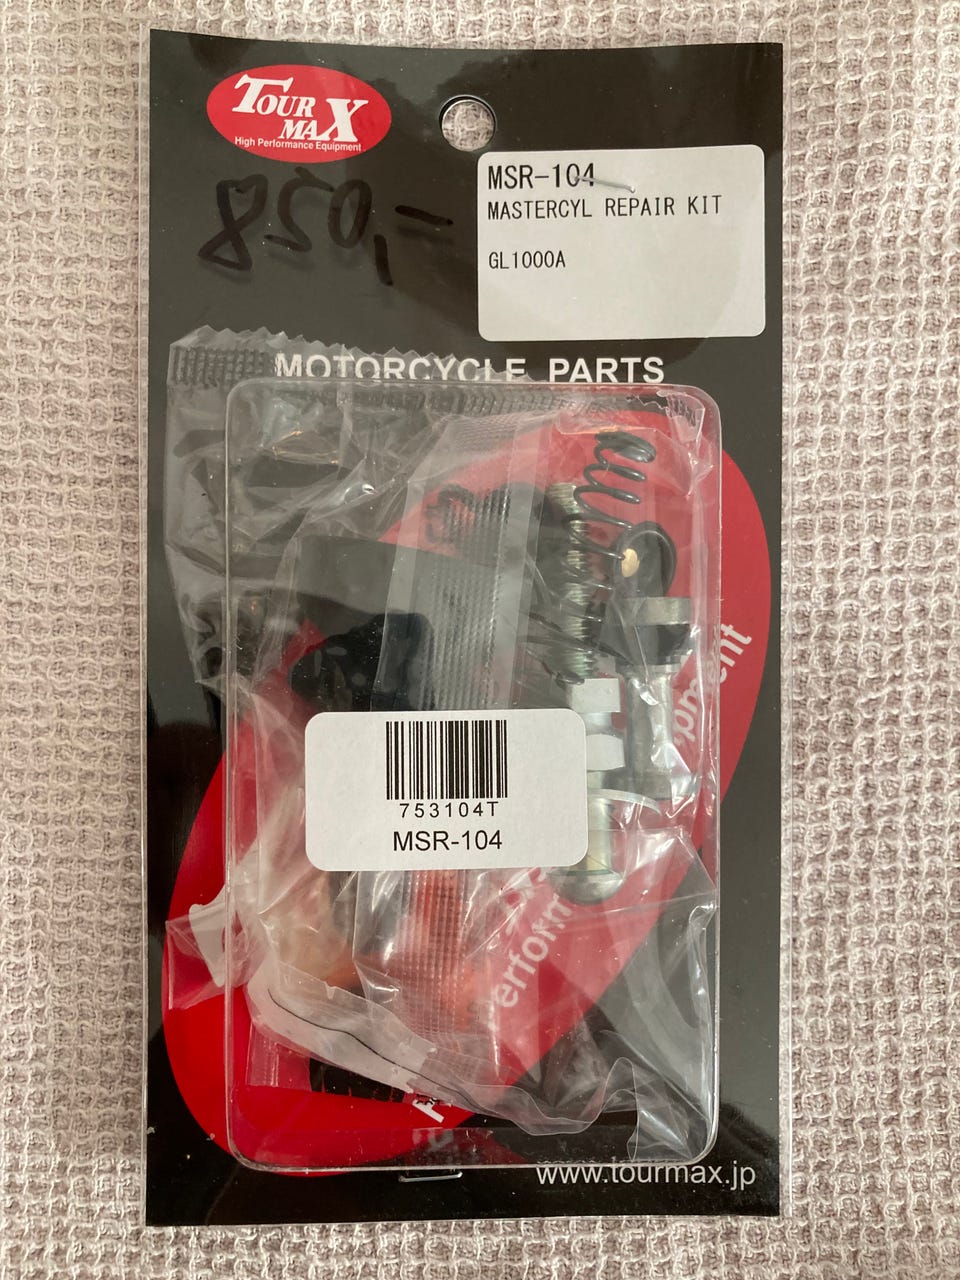 TOUR
MAX
High Performance Equipment
MSR-104
MASTERCYL REPAIR KIT
GL1000A
MOTORCYCLE PARTS
753104T
MSR-104
www.tourmax.jp